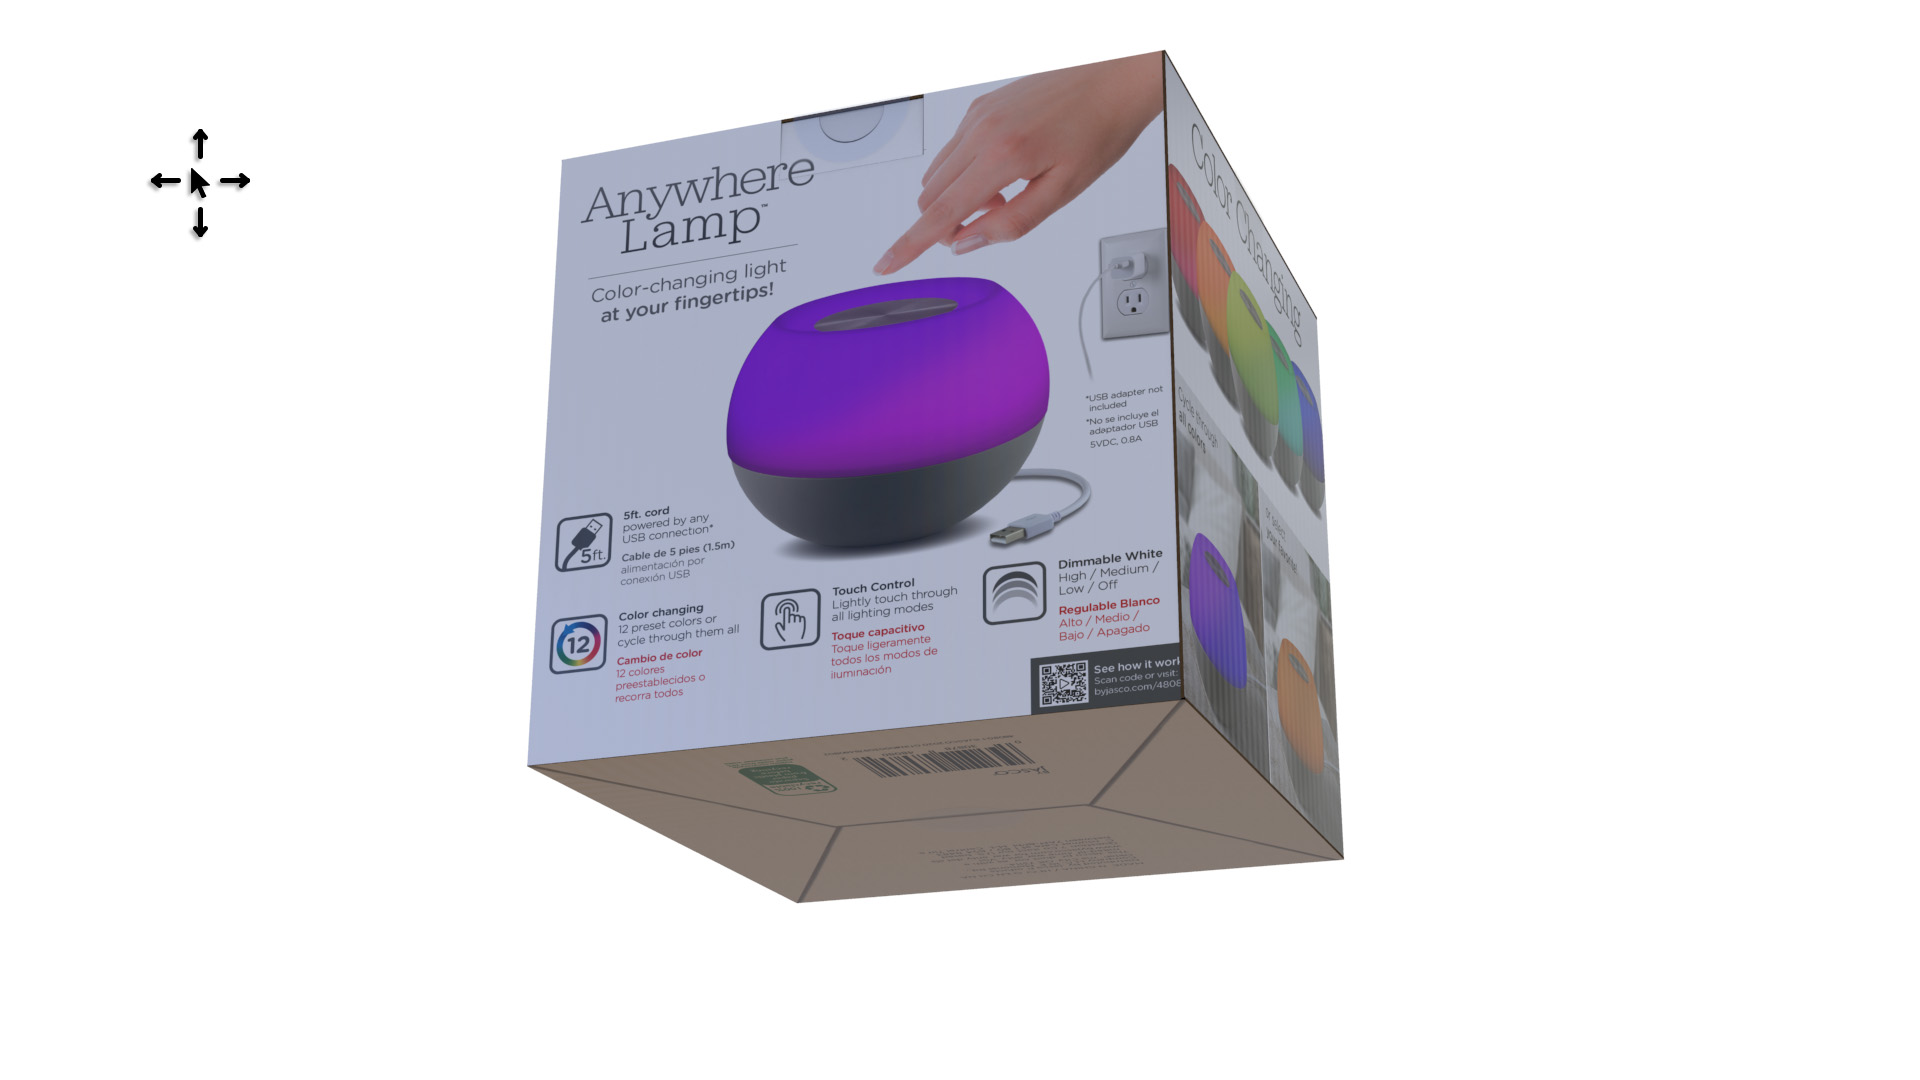 Anywhere
Lamp™
Color-changing light
at your fingertips!
*USB adapter not
included
*No se incluye el
adaptador USB
5VDC, 0.8A
5ft.
5ft. cord
powered by any
USB connection*
Cable de 5 pies (1.5m)
alimentación por
conexión USB
12
Color changing
12 preset colors or
cycle through them all
Cambio de color
12 colores
preestablecidos o
recorra todos
Touch Control
Lightly touch through
all lighting modes
Toque capacitivo
Toque ligeramente
todos los modos de
iluminación
Dimmable White
High / Medium /
Low / Off
Regulable Blanco
Alto / Medio /
Bajo / Apagado
See how it work
Scan code or visit:
byjasco.com/4808
Color Changing
Cycle through
all colors
or select
your favorite!
Jasco